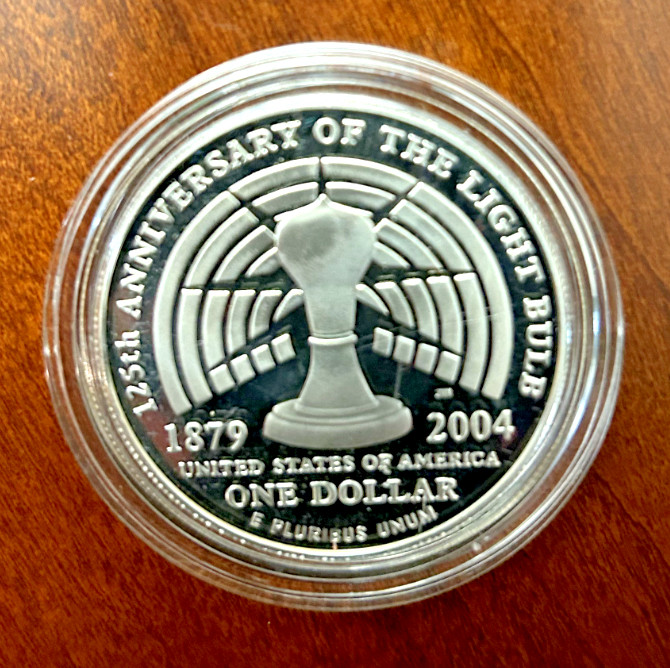 125th ANNIVERSARY OF THE LIGHT BULB
1879 2004
UNITED STATES OF AMERICA
ONE DOLLAR
E PLURIBUS UNUM